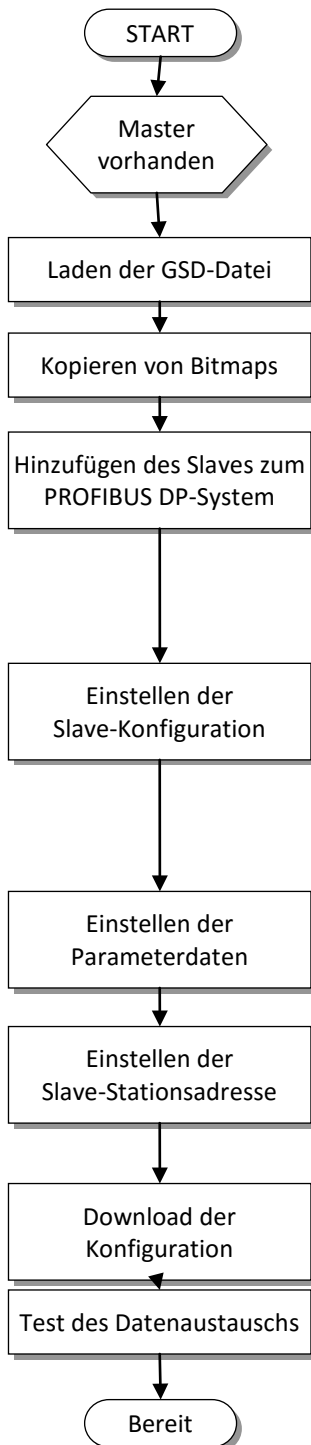 START
Master
vorhanden
Laden der GSD-Datei
Kopieren von Bitmaps
Hinzufügen des Slaves zum
PROFIBUS DP-System
Einstellen der
Slave-Konfiguration
Einstellen der
Parameterdaten
Einstellen der
Slave-Stationsadresse
Download der
Konfiguration
Test des Datenaustauschs
Bereit